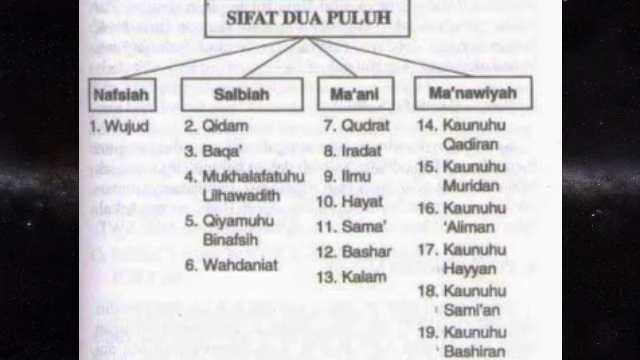 SIFAT DUA PULUH
Nafsiah
Salbiah
Ma'ani
Ma'nawiyah
1. Wujud
2. Qidam
3. Baqa'
4. Mukhalafatuhu
Lilhawadith
5. Qiyamuhu
Binafsih
6. Wahdaniat
7. Qudrat
8. Iradat
9. Ilmu
10. Hayat
11. Sama'
12. Bashar
13. Kalam
14. Kaunuhu
Qadiran
15. Kaunuhu
Muridan
16. Kaunuhu
'Aliman
17. Kaunuhu
Hayyan
18. Kaunuhu
Sami'an
19. Kaunuhu
Bashiran